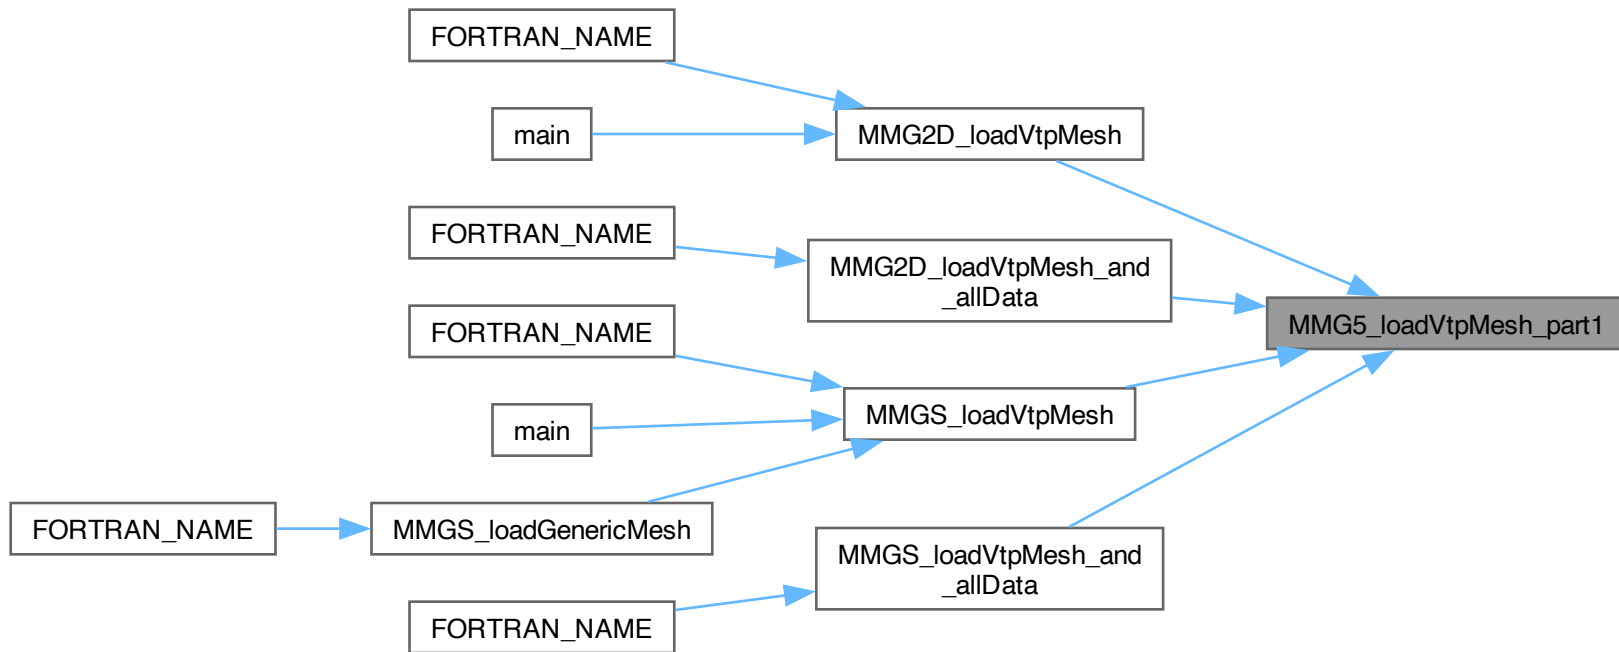 FORTRAN_NAME
main
MMG2D_loadVtpMesh
FORTRAN_NAME
MMG2D_loadVtpMesh_and
_allData
FORTRAN_NAME
MMG5_loadVtpMesh_part1
main
MMGS_loadVtpMesh
FORTRAN_NAME
MMGS_loadGenericMesh
MMGS_loadVtpMesh_and
_allData
FORTRAN_NAME